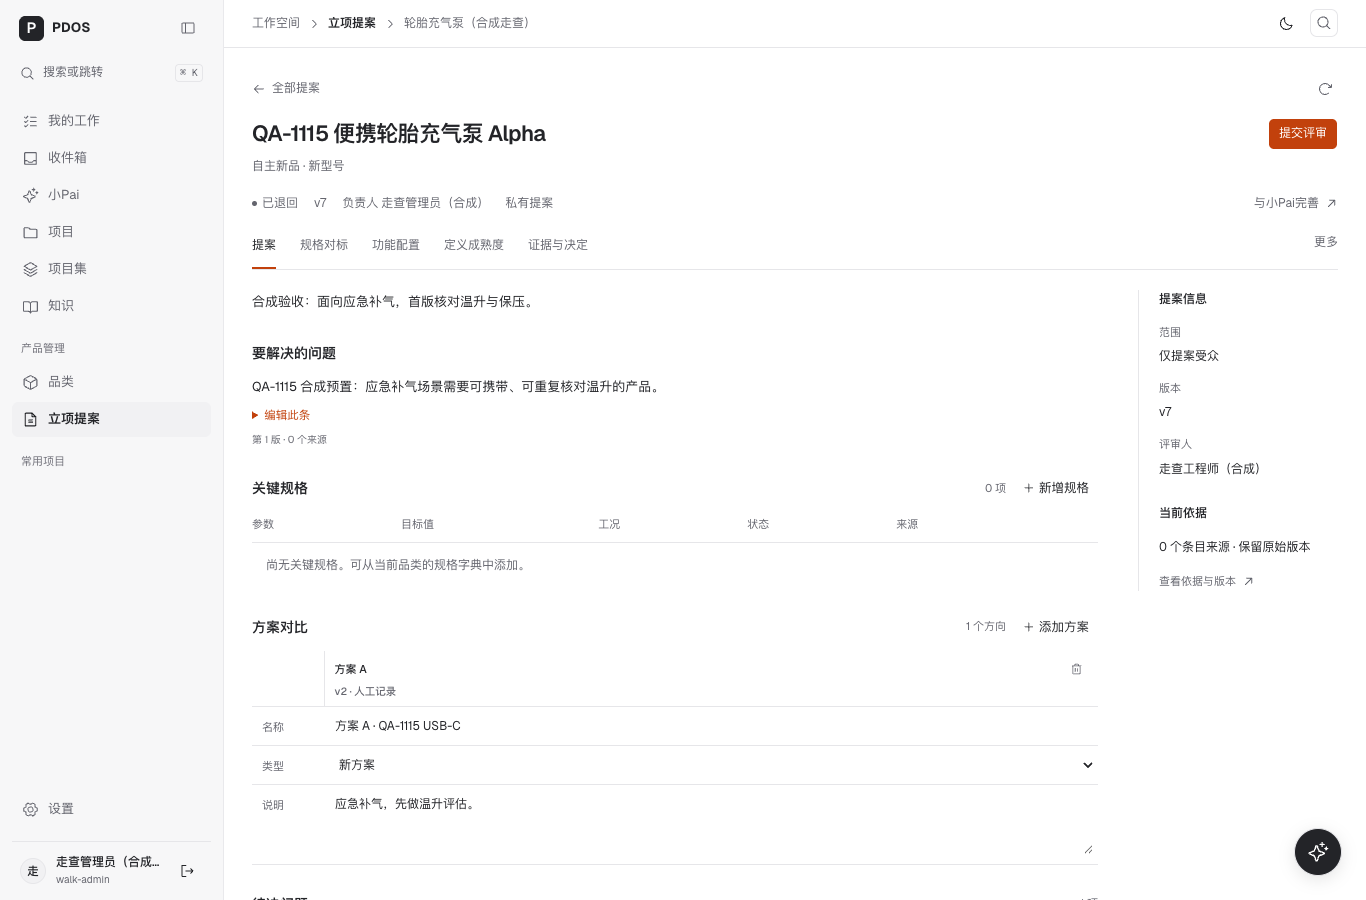 P PDOS
搜索或跳转 ⌘ K
我的工作
收件箱
小Pai
项目
项目集
知识
产品管理
品类
立项提案
常用项目
设置
走 走查管理员（合成...
walk-admin
工作空间 > 立项提案 > 轮胎充气泵（合成走查）
← 全部提案
QA-1115 便携轮胎充气泵 Alpha
提交评审
自主新品 · 新型号
已退回 v7 负责人 走查管理员（合成） 私有提案
与小Pai完善 ↗
提案 规格对标 功能配置 定义成熟度 证据与决定
更多
合成验收：面向应急补气，首版核对温升与保压。
要解决的问题
QA-1115 合成预置：应急补气场景需要可携带、可重复核对温升的产品。
编辑此条
第 1 版 · 0 个来源
关键规格
0 项 + 新增规格
参数 目标值 工况 状态 来源
尚无关键规格。可从当前品类的规格字典中添加。
方案对比
1 个方向 + 添加方案
方案 A
v2 · 人工记录
名称 方案 A · QA-1115 USB-C
类型 新方案
说明 应急补气，先做温升评估。
提案信息
范围
仅提案受众
版本
v7
评审人
走查工程师（合成）
当前依据
0 个条目来源 · 保留原始版本
查看依据与版本 ↗